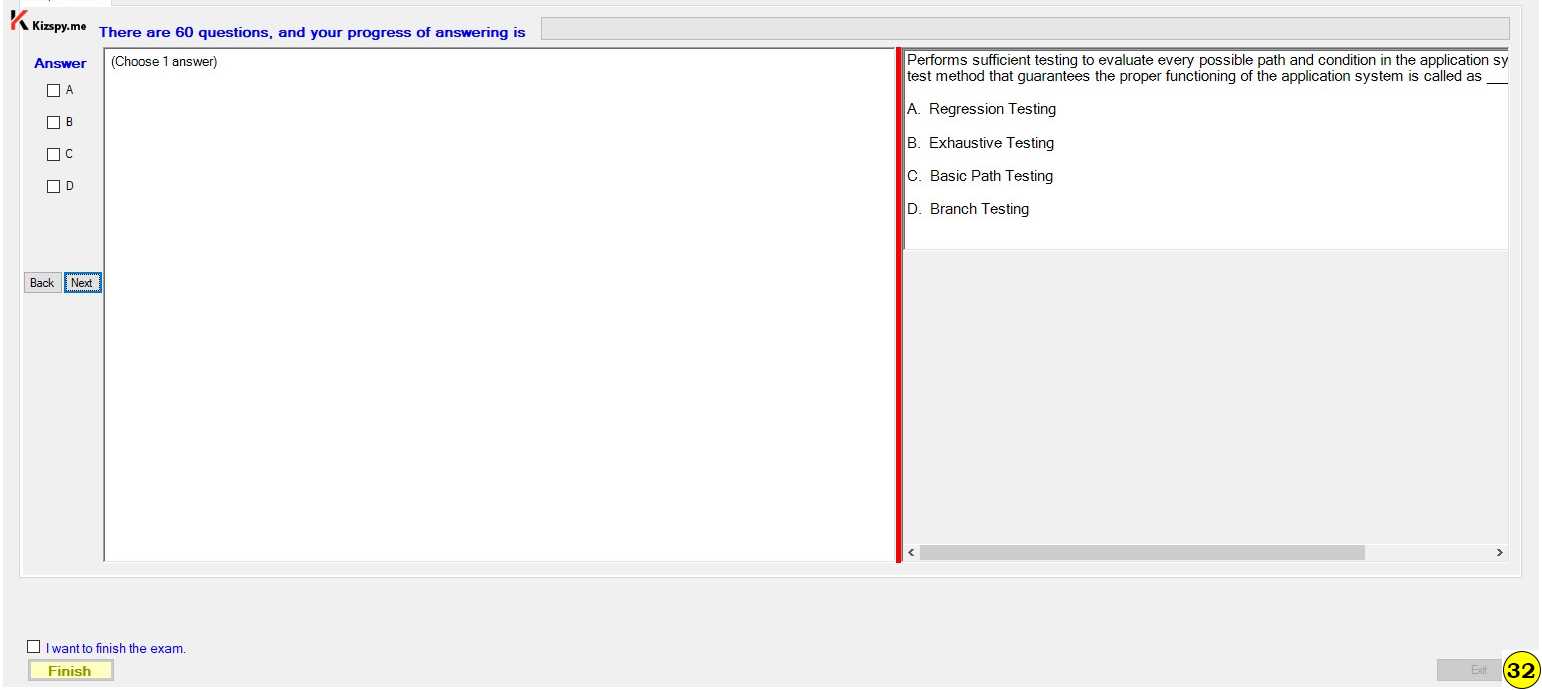 Kizspy.me
There are 60 questions, and your progress of answering is
Answer
(Choose 1 answer)
A
B
C
D
Back
Next
Performs sufficient testing to evaluate every possible path and condition in the application sy
test method that guarantees the proper functioning of the application system is called as ___
A. Regression Testing
B. Exhaustive Testing
C. Basic Path Testing
D. Branch Testing
I want to finish the exam.
Finish
Exit
32